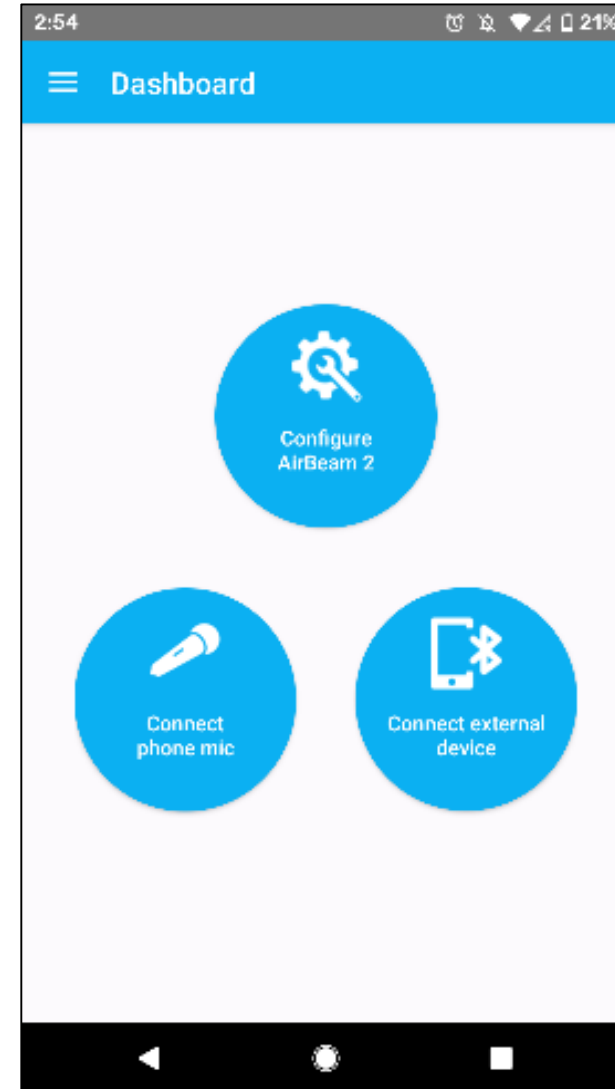 2:54 21%
Dashboard
Configure
AirBeam 2
Connect
phone mic
Connect external
device